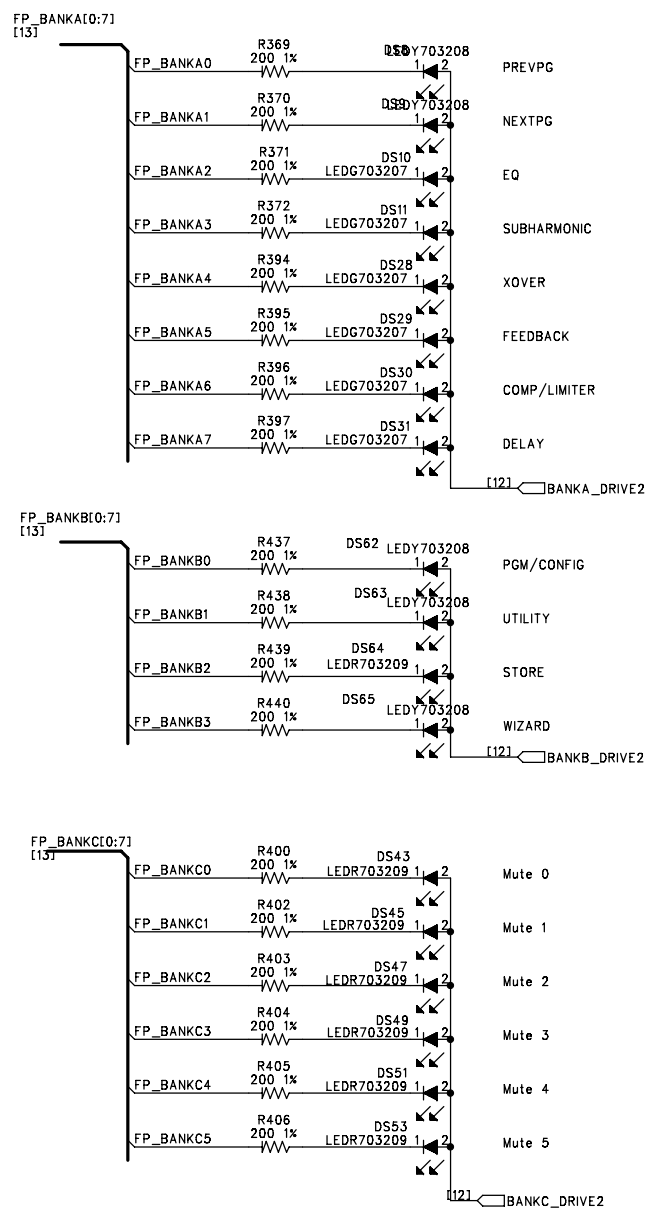 FP_BANKA[0:7]
[13]
R369
200 1%
DS8
LEDY703208
FP_BANKA0
1 2
PREVPG
R370
200 1%
DS9
LEDY703208
FP_BANKA1
1 2
NEXTPG
R371
200 1%
DS10
LEDG703207
FP_BANKA2
1 2
EQ
R372
200 1%
DS11
LEDG703207
FP_BANKA3
1 2
SUBHARMONIC
R394
200 1%
DS28
LEDG703207
FP_BANKA4
1 2
XOVER
R395
200 1%
DS29
LEDG703207
FP_BANKA5
1 2
FEEDBACK
R396
200 1%
DS30
LEDG703207
FP_BANKA6
1 2
COMP/LIMITER
R397
200 1%
DS31
LEDG703207
FP_BANKA7
1 2
DELAY
[12]
BANKA_DRIVE2
FP_BANKB[0:7]
[13]
R437
200 1%
DS62
LEDY703208
FP_BANKB0
1 2
PGM/CONFIG
R438
200 1%
DS63
LEDY703208
FP_BANKB1
1 2
UTILITY
R439
200 1%
DS64
LEDR703209
FP_BANKB2
1 2
STORE
R440
200 1%
DS65
LEDY703208
FP_BANKB3
1 2
WIZARD
[12]
BANKB_DRIVE2
FP_BANKC[0:7]
[13]
R400
200 1%
DS43
LEDR703209
FP_BANKC0
1 2
Mute 0
R402
200 1%
DS45
LEDR703209
FP_BANKC1
1 2
Mute 1
R403
200 1%
DS47
LEDR703209
FP_BANKC2
1 2
Mute 2
R404
200 1%
DS49
LEDR703209
FP_BANKC3
1 2
Mute 3
R405
200 1%
DS51
LEDR703209
FP_BANKC4
1 2
Mute 4
R406
200 1%
DS53
LEDR703209
FP_BANKC5
1 2
Mute 5
[12]
BANKC_DRIVE2